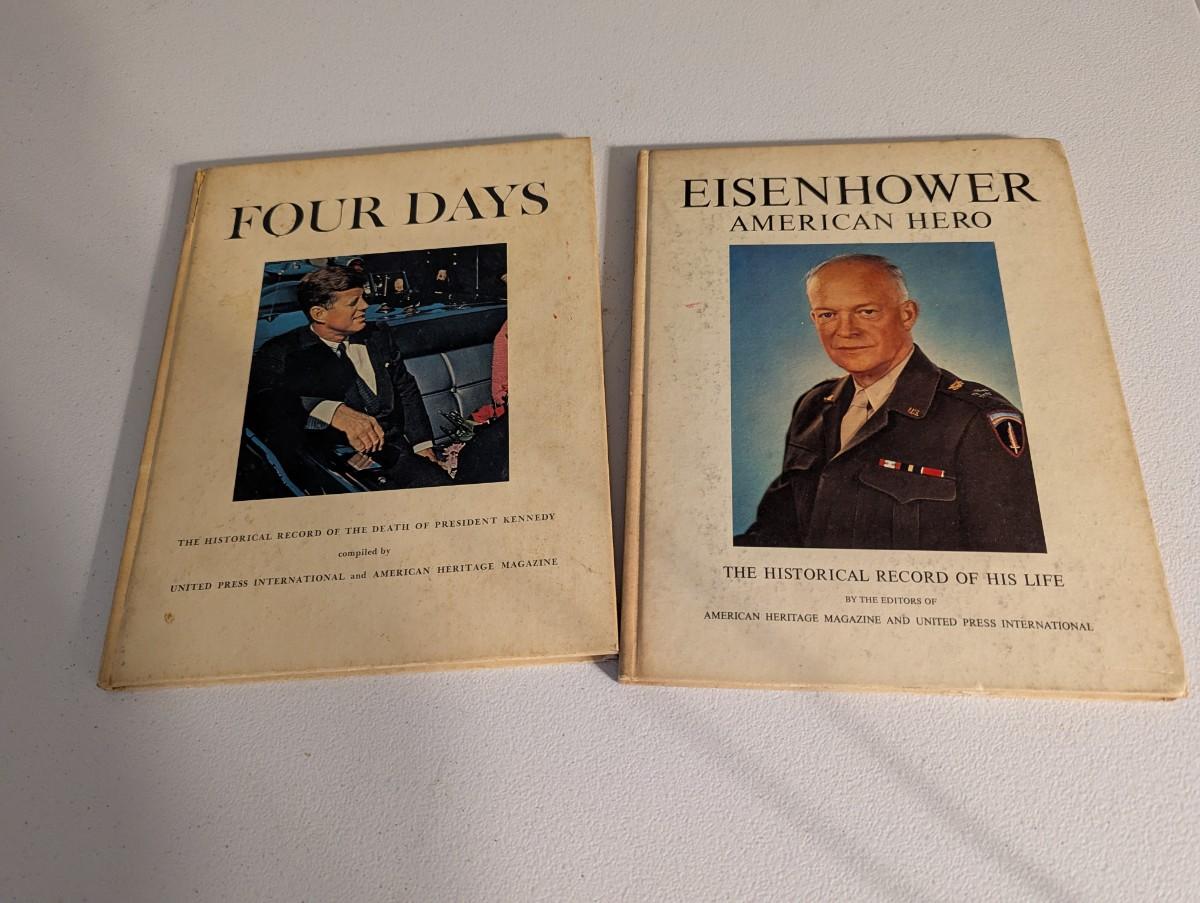 FOUR DAYS
THE HISTORICAL RECORD OF THE DEATH OF PRESIDENT KENNEDY
compiled by
UNITED PRESS INTERNATIONAL and AMERICAN HERITAGE MAGAZINE
EISENHOWER
AMERICAN HERO
U.S.
THE HISTORICAL RECORD OF HIS LIFE
BY THE EDITORS OF
AMERICAN HERITAGE MAGAZINE AND UNITED PRESS INTERNATIONAL